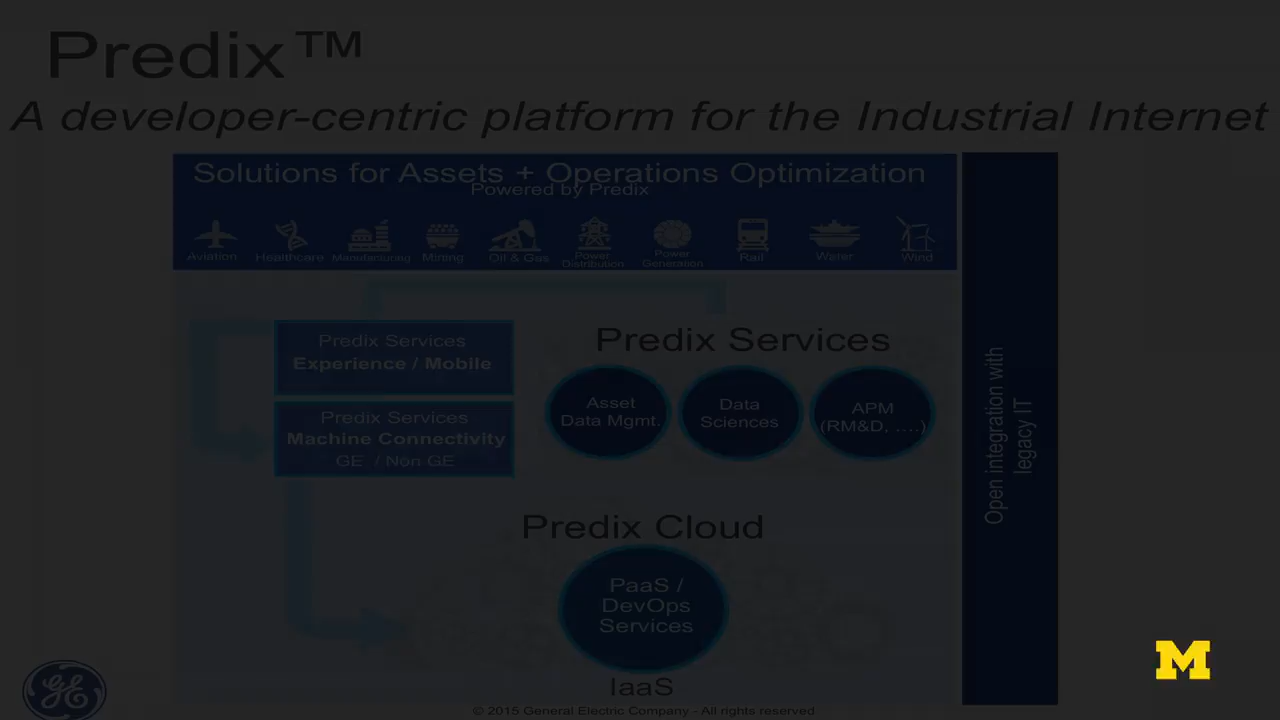 Predix™
A developer-centric platform for the Industrial Internet
Solutions for Assets + Operations Optimization
Powered by Predix
Aviation
Healthcare
Manufacturing
Mining
Oil & Gas
Power
Distribution
Power
Generation
Rail
Water
Wind
Predix Services
Experience / Mobile
Predix Services
Machine Connectivity
GE / Non GE
Predix Services
Asset
Data Mgmt.
Data
Sciences
APM
(RM&D, ....)
Predix Cloud
PaaS /
DevOps
Services
IaaS
Open integration with
legacy IT
GE
© 2015 General Electric Company - All rights reserved
M